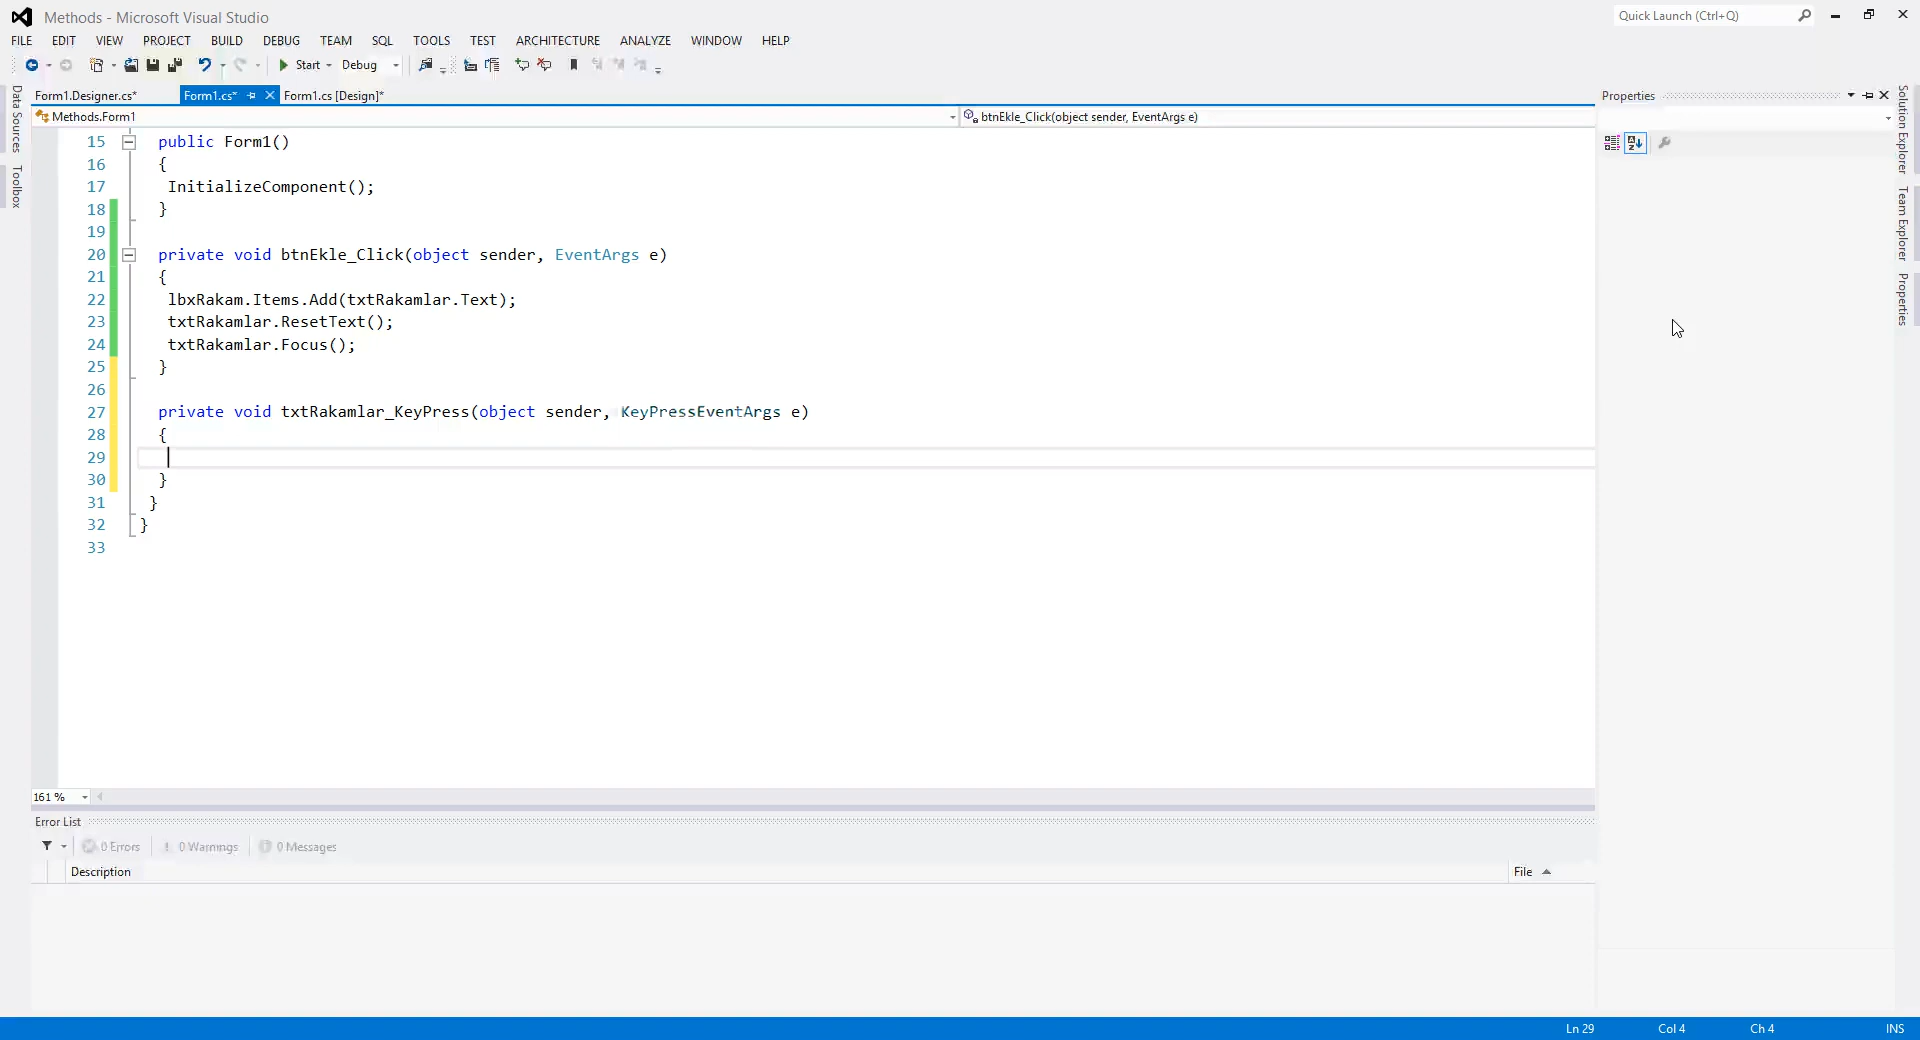 Methods - Microsoft Visual Studio
Quick Launch (Ctrl+Q)
FILE EDIT VIEW PROJECT BUILD DEBUG TEAM SQL TOOLS TEST ARCHITECTURE ANALYZE WINDOW HELP
Start Debug
Form1.Designer.cs* Form1.cs* Form1.cs [Design]*
Properties
Methods.Form1 btnEkle_Click(object sender, EventArgs e)
Data Sources
Toolbox
Solution Explorer
Team Explorer
Properties
15 public Form1()
16 {
17 InitializeComponent();
18 }
19
20 private void btnEkle_Click(object sender, EventArgs e)
21 {
22 lbxRakam.Items.Add(txtRakamlar.Text);
23 txtRakamlar.ResetText();
24 txtRakamlar.Focus();
25 }
26
27 private void txtRakamlar_KeyPress(object sender, KeyPressEventArgs e)
28 {
29
30 }
31 }
32 }
33
161 %
Error List
0 Errors 0 Warnings 0 Messages
Description File
Ln 29 Col 4 Ch 4 INS